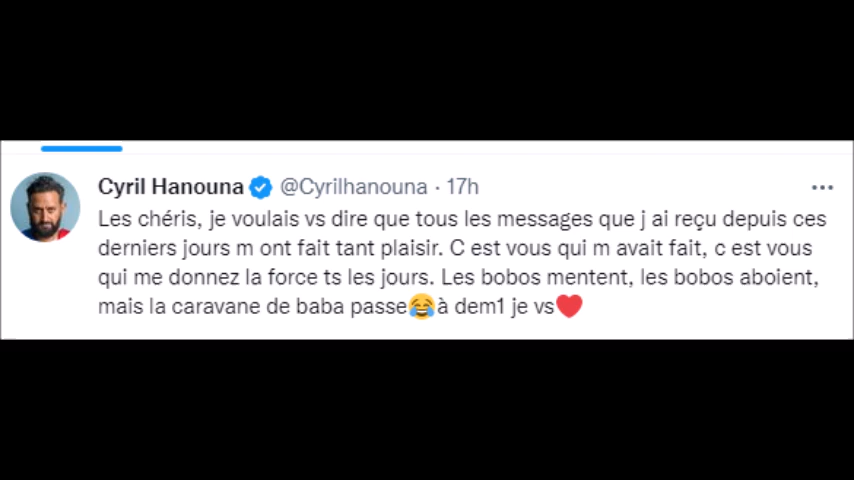 Cyril Hanouna @Cyrilhanouna · 17h
Les chéris, je voulais vs dire que tous les messages que j ai reçu depuis ces
derniers jours m ont fait tant plaisir. C est vous qui m avait fait, c est vous
qui me donnez la force ts les jours. Les bobos mentent, les bobos aboient,
mais la caravane de baba passe😂à dem1 je vs❤️